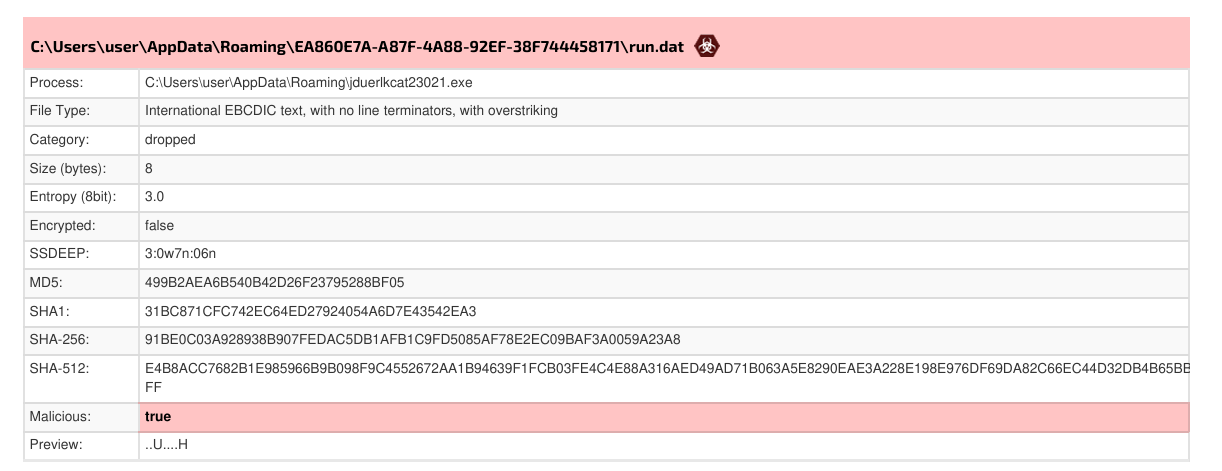 C:\Users\user\AppData\Roaming\EA860E7A-A87F-4A88-92EF-38F744458171\run.dat
Process: C:\Users\user\AppData\Roaming\jduerlkcat23021.exe
File Type: International EBCDIC text, with no line terminators, with overstriking
Category: dropped
Size (bytes): 8
Entropy (8bit): 3.0
Encrypted: false
SSDEEP: 3:0w7n:06n
MD5: 499B2AEA6B540B42D26F23795288BF05
SHA1: 31BC871CFC742EC64ED27924054A6D7E43542EA3
SHA-256: 91BE0C03A928938B907FEDAC5DB1AFB1C9FD5085AF78E2EC09BAF3A0059A23A8
SHA-512: E4B8ACC7682B1E985966B9B098F9C4552672AA1B94639F1FCB03FE4C4E88A316AED49AD71B063A5E8290EAE3A228E198E976DF69DA82C66EC44D32DB4B65BB
FF
Malicious: true
Preview: ..U....H